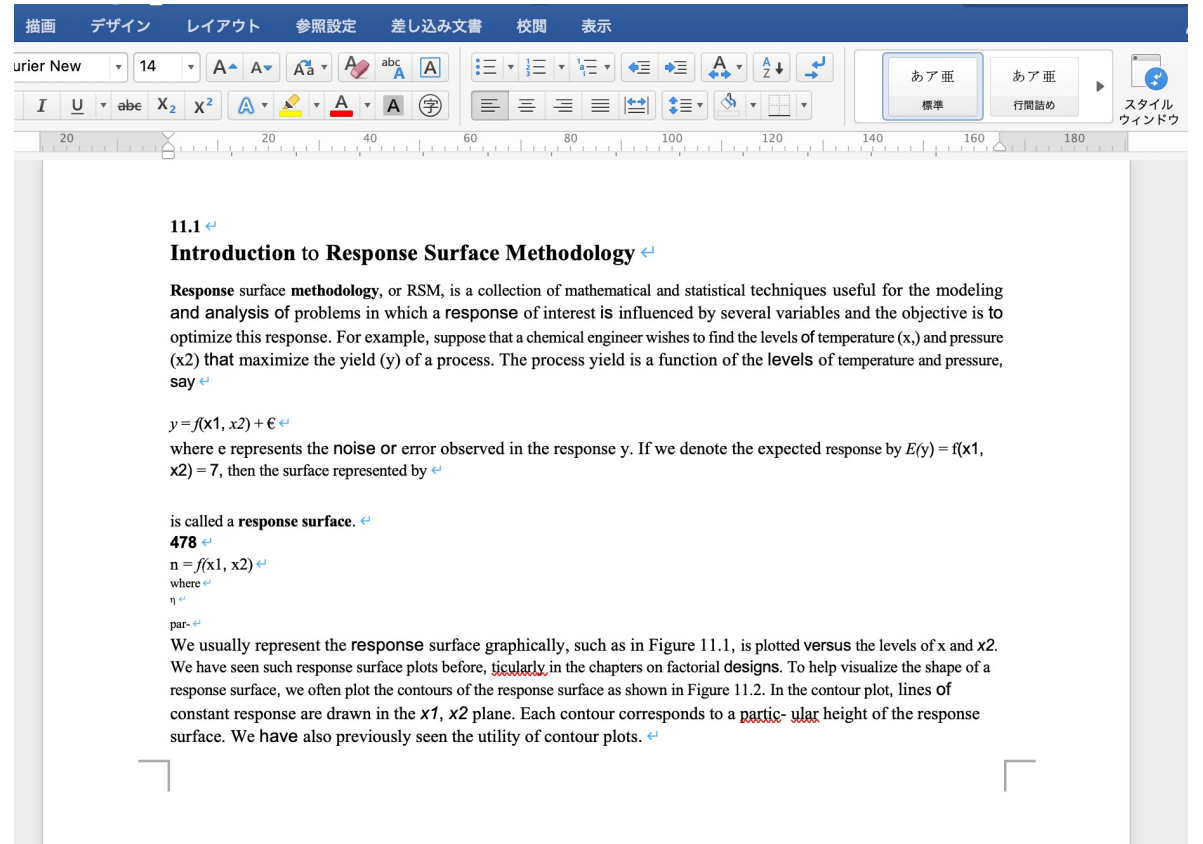 描画 デザイン レイアウト 参照設定 差し込み文書 校閲 表示
urier New 14 A A Aa A abc A A A A Z
I U abe X2 X2 A A A 字
あア亜 あア亜
標準 行間詰め
スタイル
ウィンドウ
20 20 40 60 80 100 120 140 160 180
11.1
Introduction to Response Surface Methodology
Response surface methodology, or RSM, is a collection of mathematical and statistical techniques useful for the modeling
and analysis of problems in which a response of interest is influenced by several variables and the objective is to
optimize this response. For example, suppose that a chemical engineer wishes to find the levels of temperature (x,) and pressure
(x2) that maximize the yield (y) of a process. The process yield is a function of the levels of temperature and pressure,
say
y = f(x1, x2) + €
where e represents the noise or error observed in the response y. If we denote the expected response by E(y) = f(x1,
x2) = 7, then the surface represented by
is called a response surface.
478
n = f(x1, x2)
where
η
par-
We usually represent the response surface graphically, such as in Figure 11.1, is plotted versus the levels of x and x2.
We have seen such response surface plots before, ticularly in the chapters on factorial designs. To help visualize the shape of a
response surface, we often plot the contours of the response surface as shown in Figure 11.2. In the contour plot, lines of
constant response are drawn in the x1, x2 plane. Each contour corresponds to a partic- ular height of the response
surface. We have also previously seen the utility of contour plots.